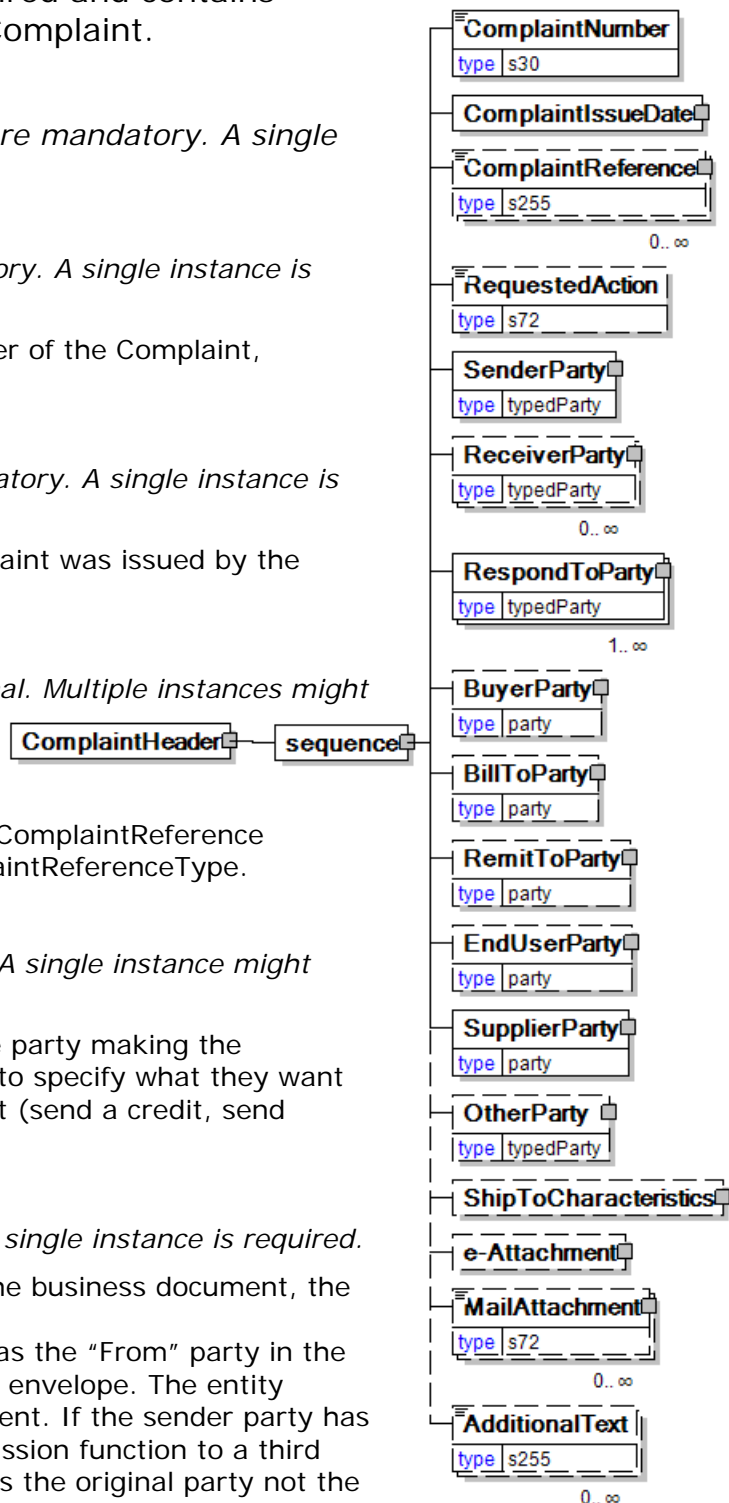 ired and contains
Complaint.
re mandatory. A single
ory. A single instance is
er of the Complaint,
atory. A single instance is
aint was issued by the
al. Multiple instances might
ComplaintReference
aintReferenceType.
A single instance might
e party making the
to specify what they want
t (send a credit, send
single instance is required.
he business document, the
as the “From” party in the
envelope. The entity
ent. If the sender party has
ssion function to a third
s the original party not the
ComplaintHeader
sequence
ComplaintNumber
type s30
ComplaintIssueDate
ComplaintReference
type s255
0.. ∞
RequestedAction
type s72
SenderParty
type typedParty
ReceiverParty
type typedParty
0.. ∞
RespondToParty
type typedParty
1.. ∞
BuyerParty
type party
BillToParty
type party
RemitToParty
type party
EndUserParty
type party
SupplierParty
type party
OtherParty
type typedParty
ShipToCharacteristics
e-Attachment
MailAttachment
type s72
0.. ∞
AdditionalText
type s255
0.. ∞